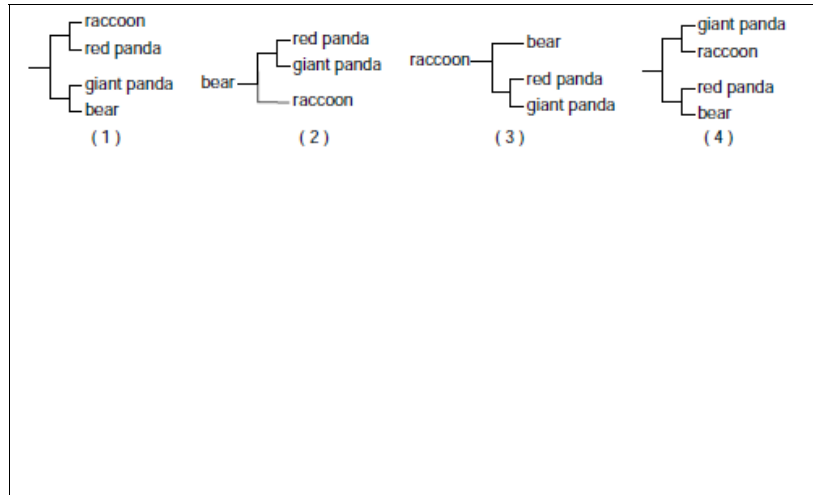 raccoon
red panda
giant panda
bear
( 1 )
bear
red panda
giant panda
raccoon
( 2 )
raccoon
bear
red panda
giant panda
( 3 )
giant panda
raccoon
red panda
bear
( 4 )